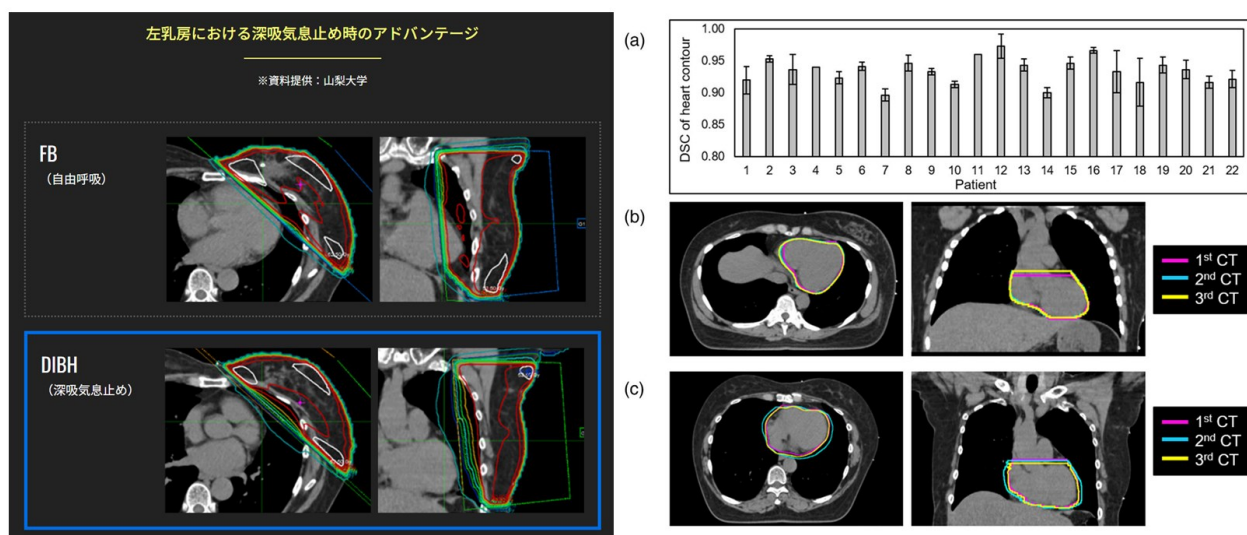 左乳房における深吸気息止め時のアドバンテージ
※資料提供：山梨大学
FB
（自由呼吸）
DIBH
（深吸気息止め）
(a)
DSC of heart contour
1.00
0.95
0.90
0.85
0.80
1 2 3 4 5 6 7 8 9 10 11 12 13 14 15 16 17 18 19 20 21 22
Patient
(b)
1st CT
2nd CT
3rd CT
(c)
1st CT
2nd CT
3rd CT